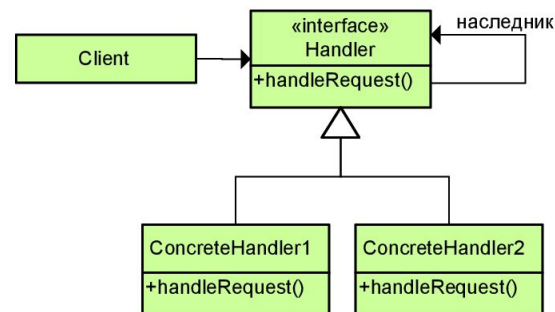 «interface»
Handler
наследник
Client
+handleRequest()
ConcreteHandler1
ConcreteHandler2
+handleRequest()
+handleRequest()